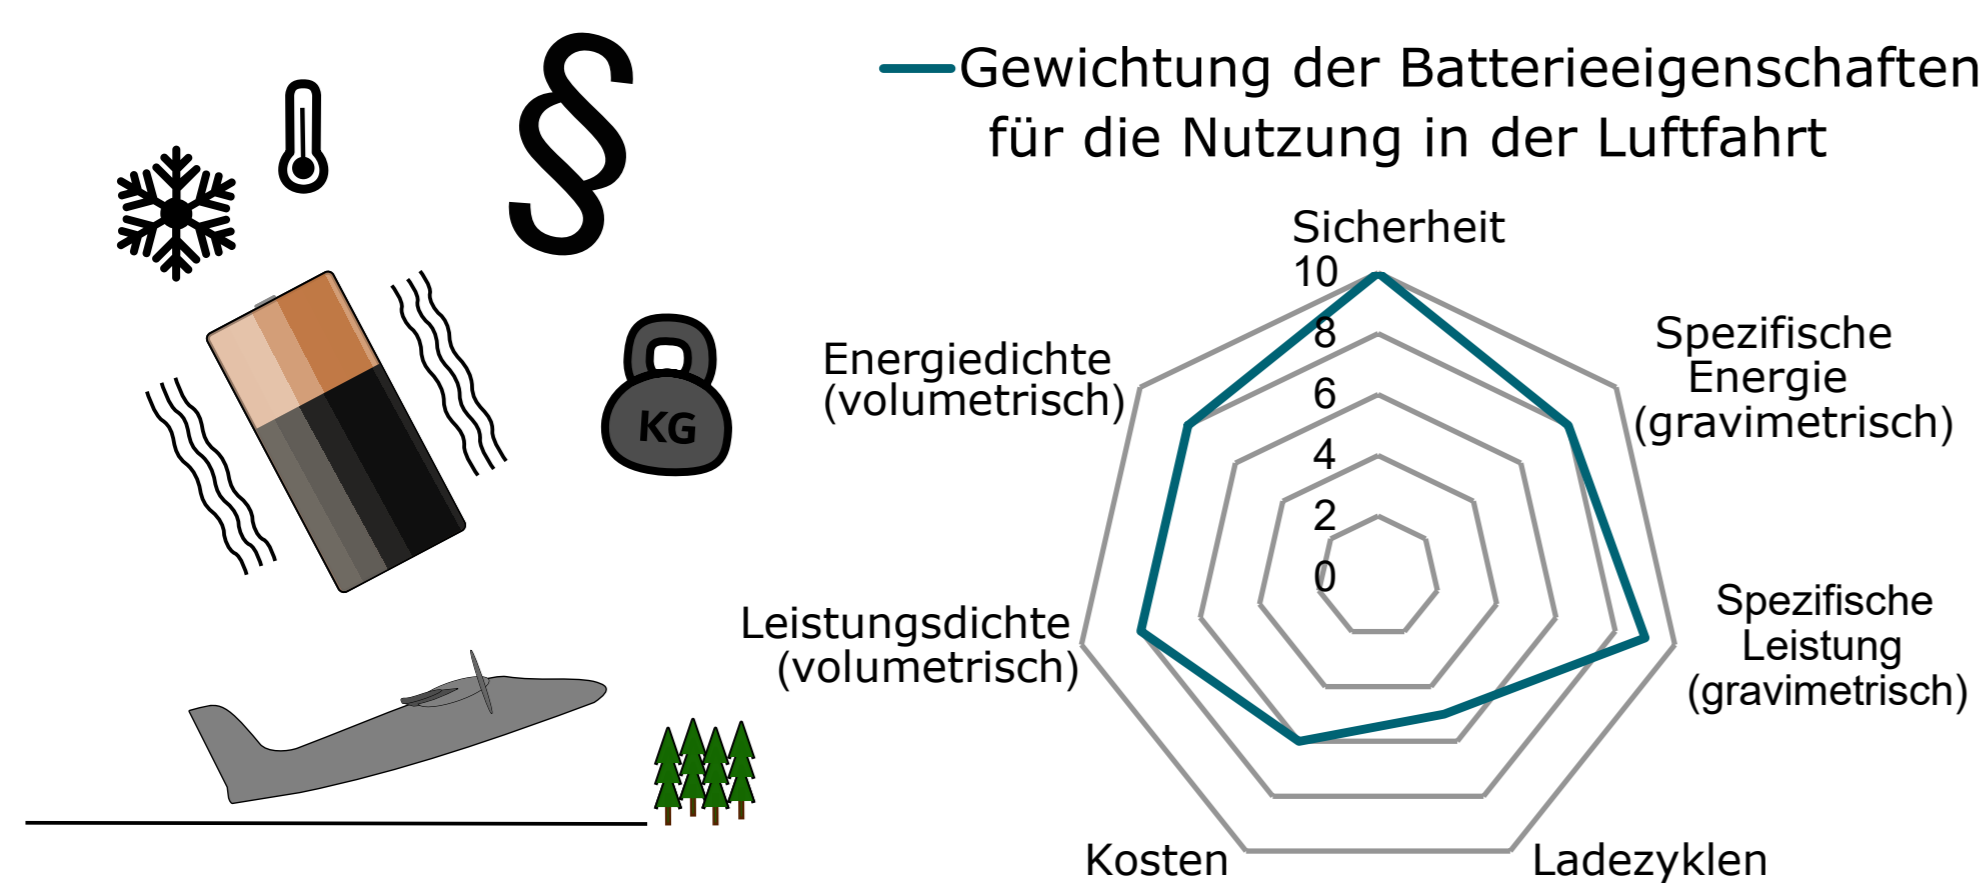 §
KG
Gewichtung der Batterieeigenschaften
für die Nutzung in der Luftfahrt
Sicherheit
10
8
6
4
2
0
Spezifische
Energie
(gravimetrisch)
Spezifische
Leistung
(gravimetrisch)
Ladezyklen
Kosten
Leistungsdichte
(volumetrisch)
Energiedichte
(volumetrisch)